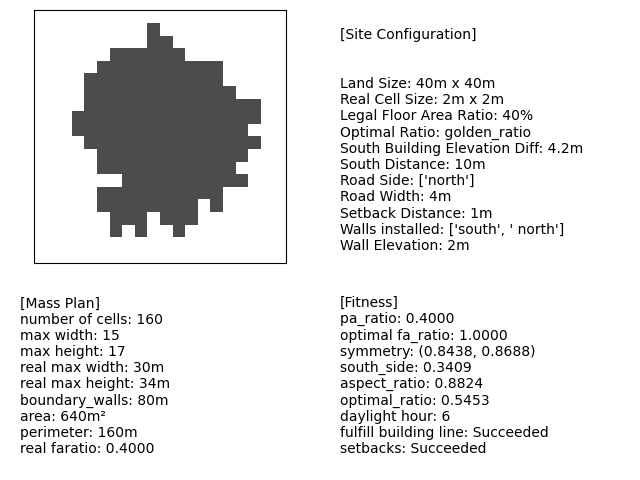 [Site Configuration]
Land Size: 40m x 40m
Real Cell Size: 2m x 2m
Legal Floor Area Ratio: 40%
Optimal Ratio: golden_ratio
South Building Elevation Diff: 4.2m
South Distance: 10m
Road Side: ['north']
Road Width: 4m
Setback Distance: 1m
Walls installed: ['south', ' north']
Wall Elevation: 2m
[Mass Plan]
number of cells: 160
max width: 15
max height: 17
real max width: 30m
real max height: 34m
boundary_walls: 80m
area: 640m²
perimeter: 160m
real faratio: 0.4000
[Fitness]
pa_ratio: 0.4000
optimal fa_ratio: 1.0000
symmetry: (0.8438, 0.8688)
south_side: 0.3409
aspect_ratio: 0.8824
optimal_ratio: 0.5453
daylight hour: 6
fulfill building line: Succeeded
setbacks: Succeeded